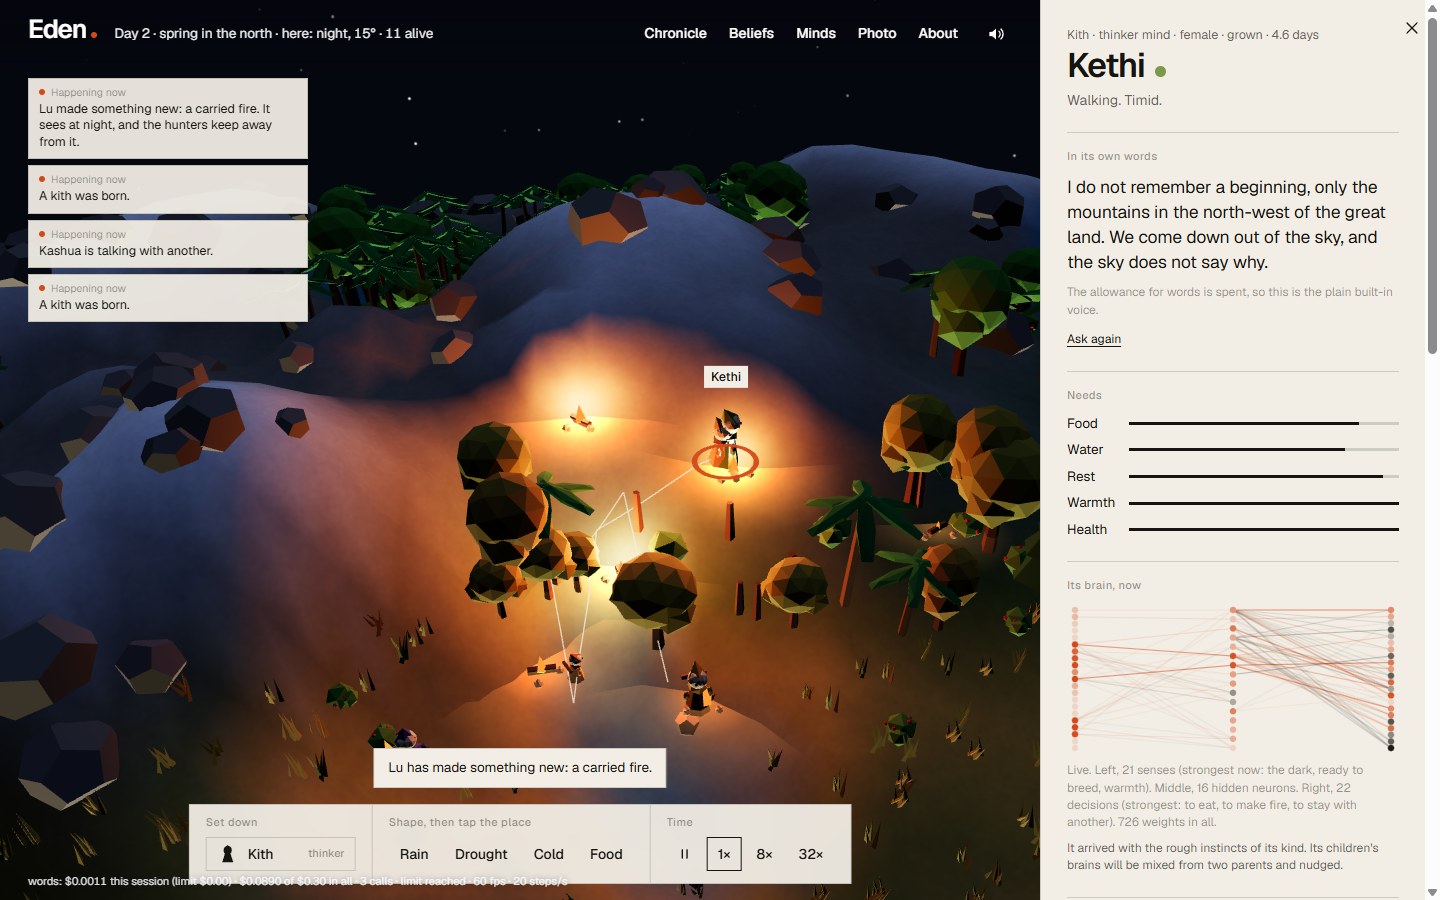 Eden
Day 2 · spring in the north · here: night, 15° · 11 alive
Chronicle Beliefs Minds Photo About
Happening now
Lu made something new: a carried fire. It
sees at night, and the hunters keep away
from it.
Happening now
A kith was born.
Happening now
Kashua is talking with another.
Happening now
A kith was born.
Kethi
Lu has made something new: a carried fire.
Set down
Kith thinker
Shape, then tap the place
Rain Drought Cold Food
Time
1× 8× 32×
words: $0.0011 this session (limit $0.00) · $0.0890 of $0.30 in all · 3 calls · limit reached · 60 fps · 20 steps/s
Kith · thinker mind · female · grown · 4.6 days
Kethi
Walking. Timid.
In its own words
I do not remember a beginning, only the
mountains in the north-west of the great
land. We come down out of the sky, and
the sky does not say why.
The allowance for words is spent, so this is the plain built-in
voice.
Ask again
Needs
Food
Water
Rest
Warmth
Health
Its brain, now
Live. Left, 21 senses (strongest now: the dark, ready to
breed, warmth). Middle, 16 hidden neurons. Right, 22
decisions (strongest: to eat, to make fire, to stay with
another). 726 weights in all.
It arrived with the rough instincts of its kind. Its children's
brains will be mixed from two parents and nudged.